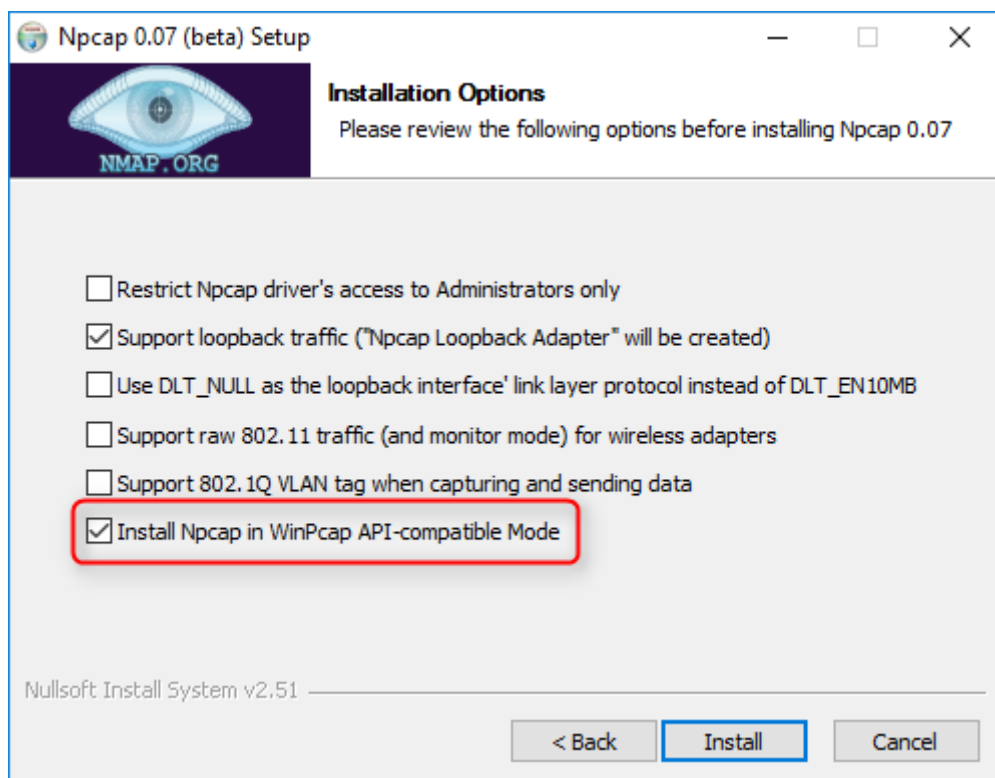 Npcap 0.07 (beta) Setup
NMAP.ORG
Installation Options
Please review the following options before installing Npcap 0.07
Restrict Npcap driver's access to Administrators only
Support loopback traffic ("Npcap Loopback Adapter" will be created)
Use DLT_NULL as the loopback interface' link layer protocol instead of DLT_EN10MB
Support raw 802.11 traffic (and monitor mode) for wireless adapters
Support 802.1Q VLAN tag when capturing and sending data
Install Npcap in WinPcap API-compatible Mode
Nullsoft Install System v2.51
< Back Install Cancel